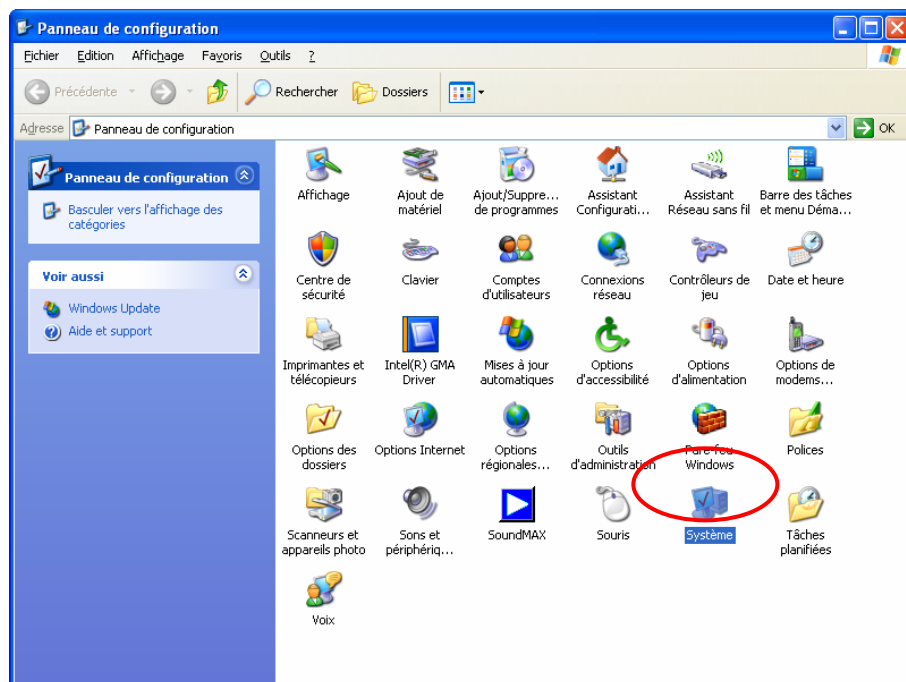 Panneau de configuration
Fichier Edition Affichage Favoris Outils ?
Précédente Rechercher Dossiers
Adresse Panneau de configuration OK
Panneau de configuration
Basculer vers l'affichage des
catégories
Voir aussi
Windows Update
Aide et support
Affichage
Ajout de
matériel
Ajout/Suppre...
de programmes
Assistant
Configurati...
Assistant
Réseau sans fil
Barre des tâches
et menu Déma...
Centre de
sécurité
Clavier
Comptes
d'utilisateurs
Connexions
réseau
Contrôleurs de
jeu
Date et heure
Imprimantes et
télécopieurs
Intel(R) GMA
Driver
Mises à jour
automatiques
Options
d'accessibilité
Options
d'alimentation
Options de
modems...
Options des
dossiers
Options Internet
Options
régionales...
Outils
d'administration
Pare-feu
Windows
Polices
Scanneurs et
appareils photo
Sons et
périphériq...
SoundMAX
Souris
Système
Tâches
planifiées
Voix